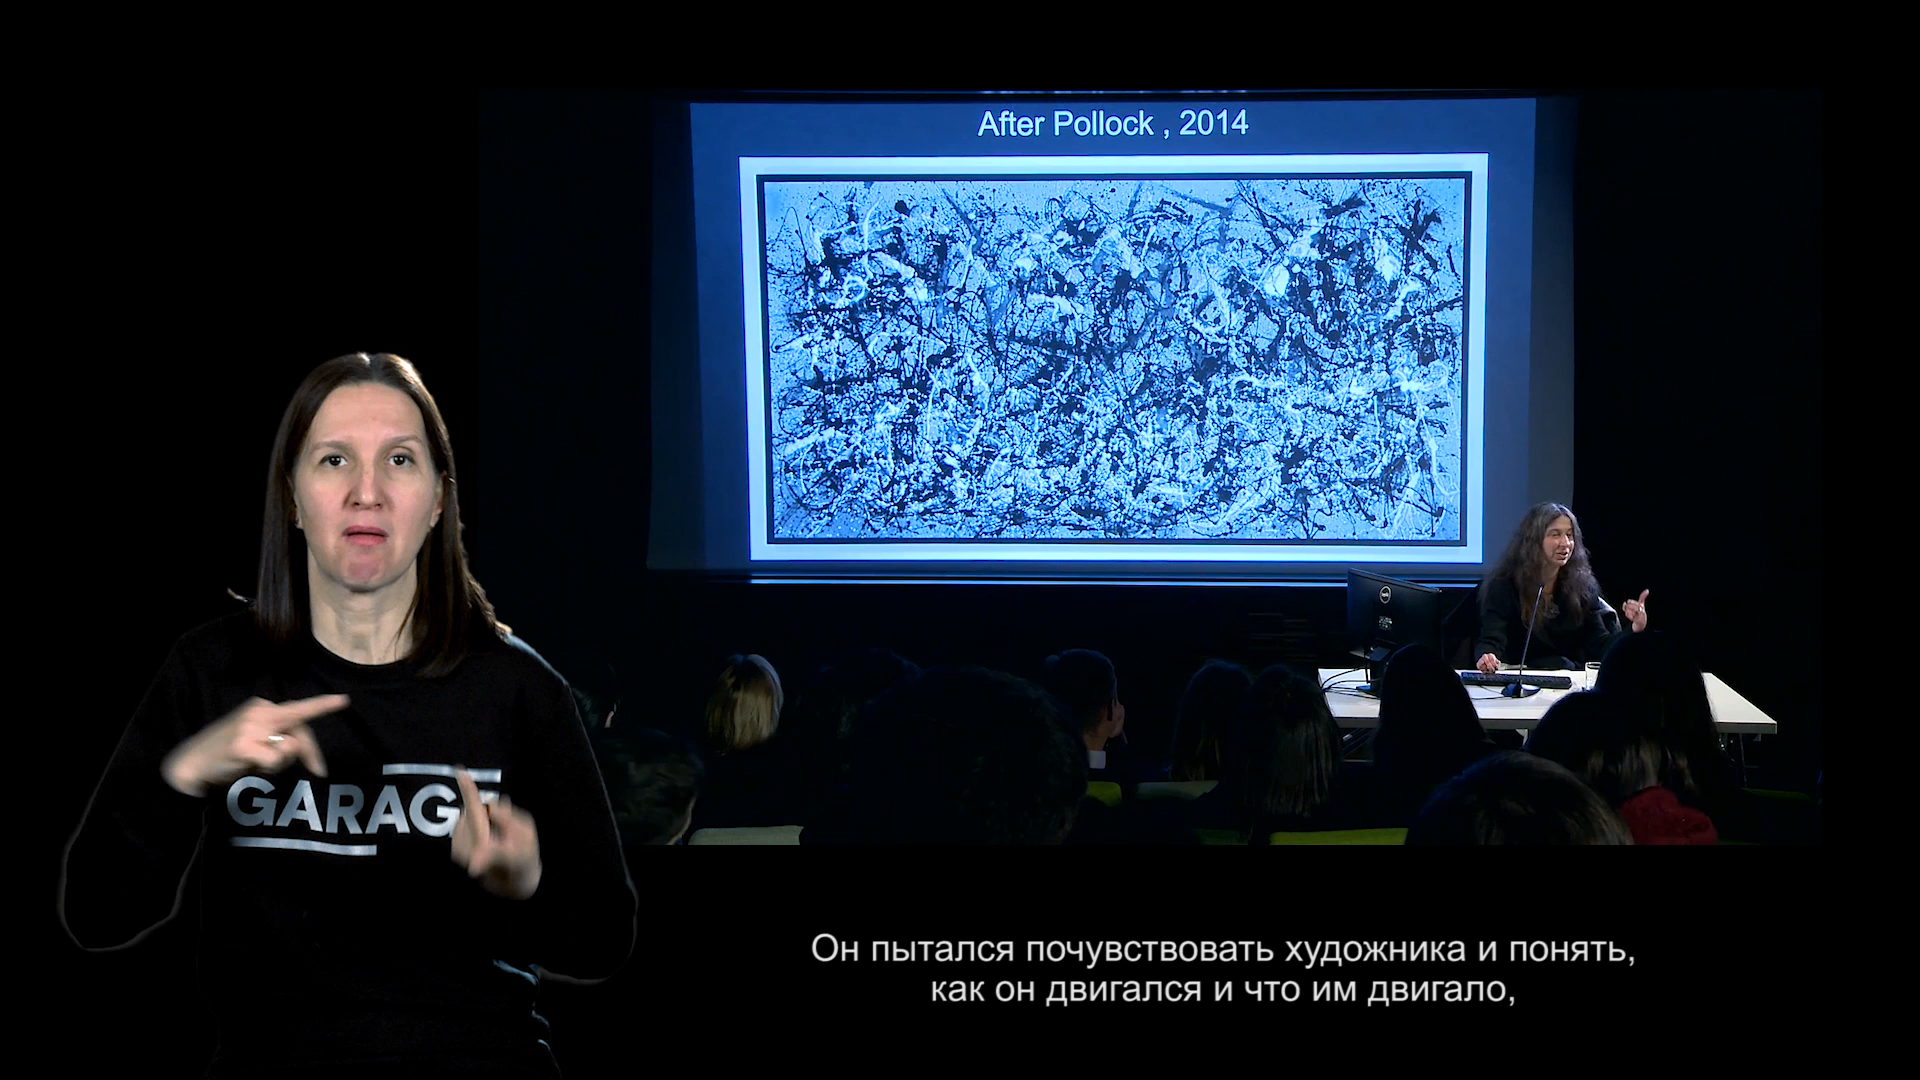 After Pollock , 2014
GARAGE
Он пытался почувствовать художника и понять,
как он двигался и что им двигало,